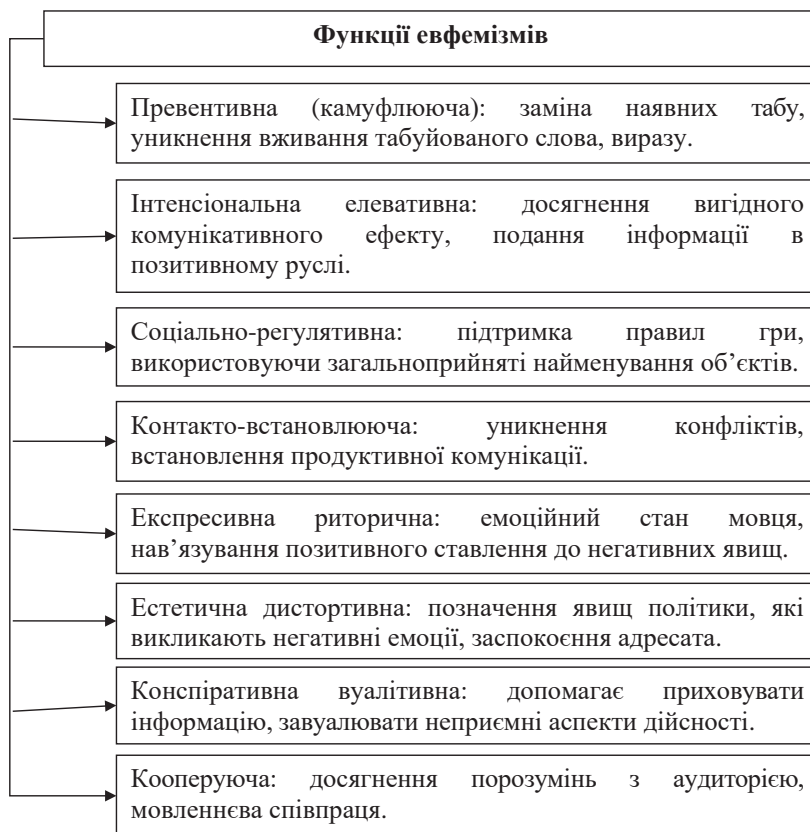 Функції евфемізмів
Превентивна (камуфлююча): заміна наявних табу,
уникнення вживання табуйованого слова, виразу.
Інтенсіональна елевативна: досягнення вигідного
комунікативного ефекту, подання інформації в
позитивному руслі.
Соціально-регулятивна: підтримка правил гри,
використовуючи загальноприйняті найменування об’єктів.
Контакто-встановлююча: уникнення конфліктів,
встановлення продуктивної комунікації.
Експресивна риторична: емоційний стан мовця,
нав’язування позитивного ставлення до негативних явищ.
Естетична дистортивна: позначення явищ політики, які
викликають негативні емоції, заспокоєння адресата.
Конспіративна вуалітивна: допомагає приховувати
інформацію, завуалювати неприємні аспекти дійсності.
Кооперуюча: досягнення порозумінь з аудиторією,
мовленнєва співпраця.